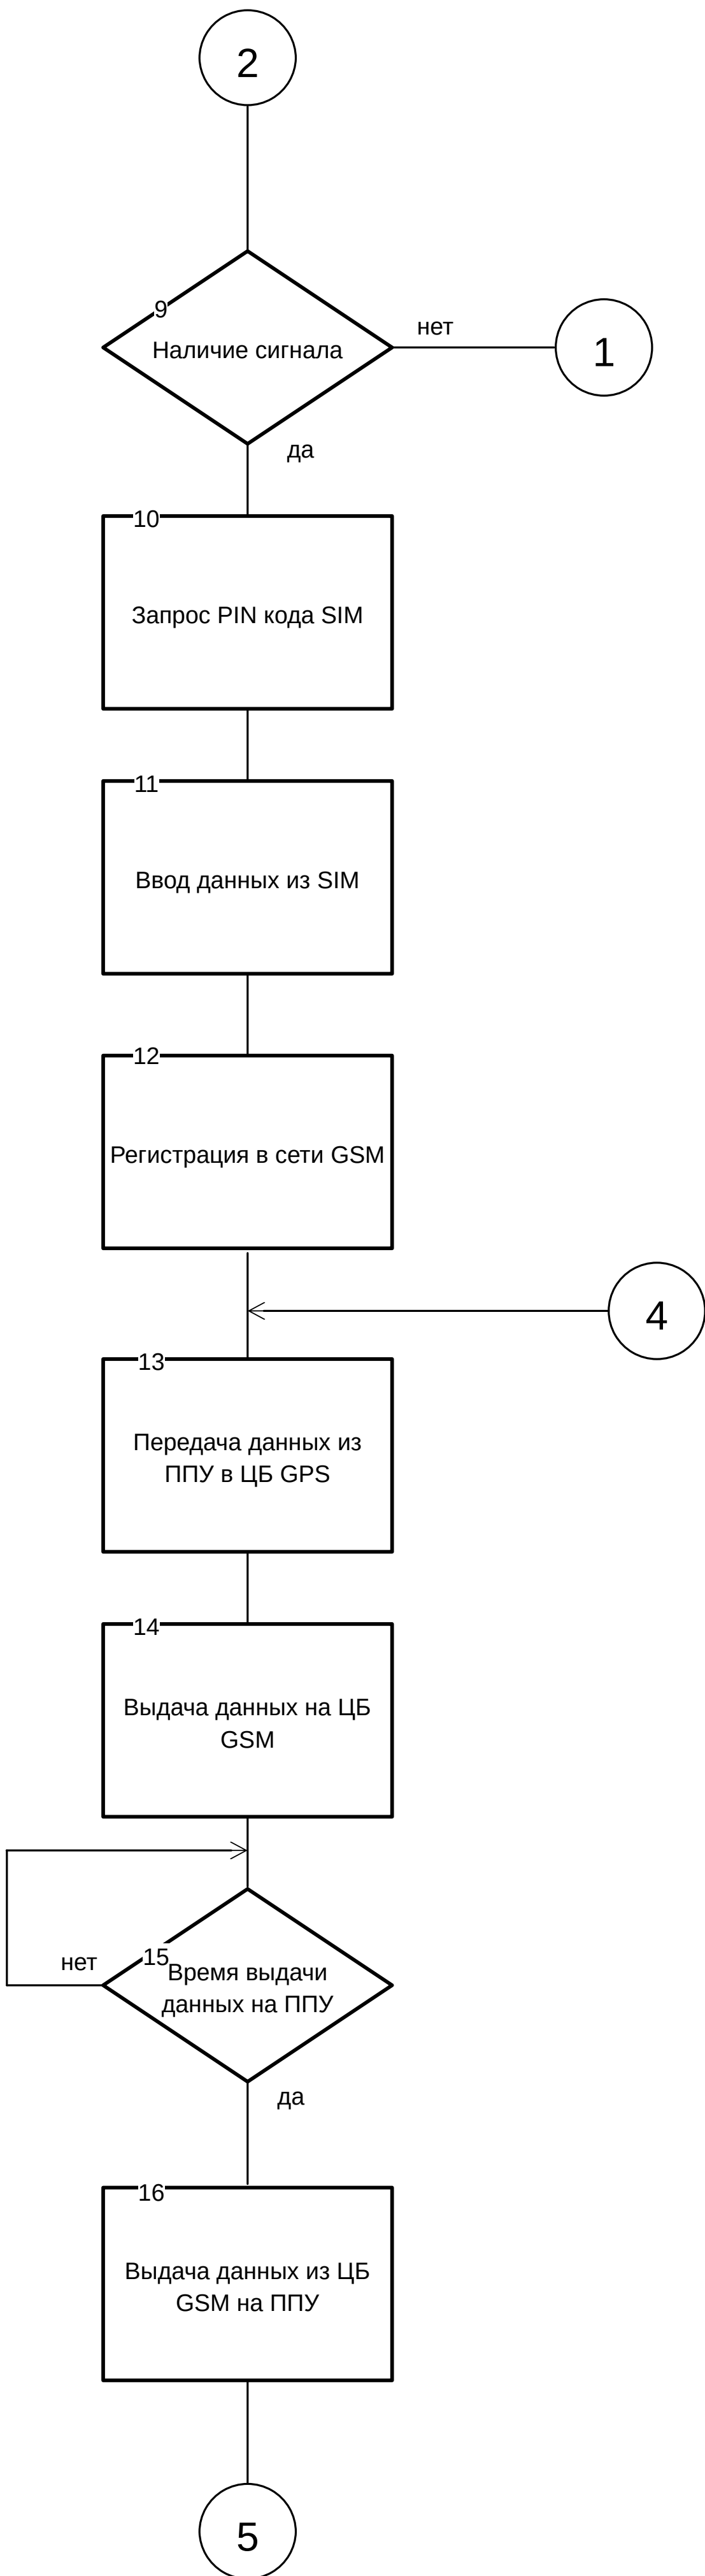 2
9
Наличие сигнала
нет
1
да
10
Запрос PIN кода SIM
11
Ввод данных из SIM
12
Регистрация в сети GSM
4
13
Передача данных из
ППУ в ЦБ GPS
14
Выдача данных на ЦБ
GSM
нет
15
Время выдачи
данных на ППУ
да
16
Выдача данных из ЦБ
GSM на ППУ
5